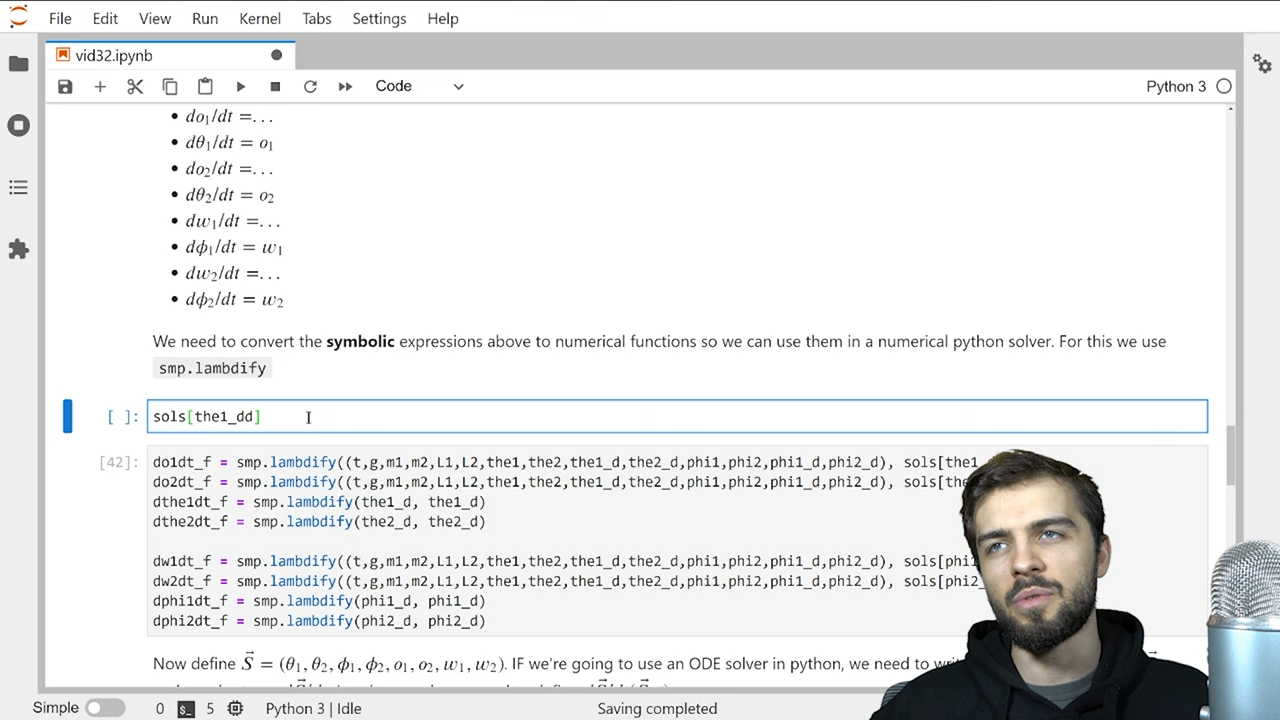 File Edit View Run Kernel Tabs Settings Help
vid32.ipynb
Code
Python 3
• do₁/dt =...
• dθ₁/dt = o₁
• do₂/dt =...
• dθ₂/dt = o₂
• dw₁/dt =...
• dϕ₁/dt = w₁
• dw₂/dt =...
• dϕ₂/dt = w₂
We need to convert the symbolic expressions above to numerical functions so we can use them in a numerical python solver. For this we use
smp.lambdify
[ ]: sols[the1_dd]
[42]: do1dt_f = smp.lambdify((t,g,m1,m2,L1,L2,the1,the2,the1_d,the2_d,phi1,phi2,phi1_d,phi2_d), sols[the1
do2dt_f = smp.lambdify((t,g,m1,m2,L1,L2,the1,the2,the1_d,the2_d,phi1,phi2,phi1_d,phi2_d), sols[the
dthe1dt_f = smp.lambdify(the1_d, the1_d)
dthe2dt_f = smp.lambdify(the2_d, the2_d)
dw1dt_f = smp.lambdify((t,g,m1,m2,L1,L2,the1,the2,the1_d,the2_d,phi1,phi2,phi1_d,phi2_d), sols[phi1
dw2dt_f = smp.lambdify((t,g,m1,m2,L1,L2,the1,the2,the1_d,the2_d,phi1,phi2,phi1_d,phi2_d), sols[phi2
dphi1dt_f = smp.lambdify(phi1_d, phi1_d)
dphi2dt_f = smp.lambdify(phi2_d, phi2_d)
Now define S⃗ = (θ₁, θ₂, ϕ₁, ϕ₂, o₁, o₂, w₁, w₂). IF we're going to use an ODE solver in python, we need to
Simple 0 5 Python 3 | Idle Saving completed